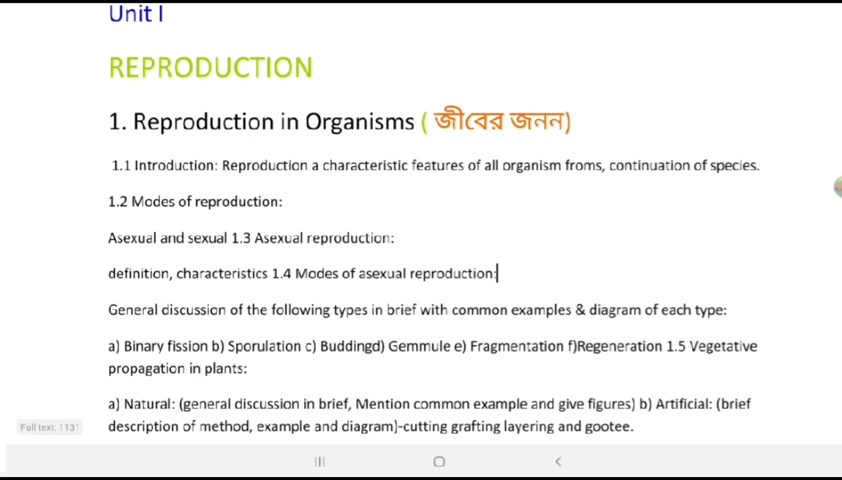 Unit I
REPRODUCTION
1. Reproduction in Organisms ( জীবের জনন)
1.1 Introduction: Reproduction a characteristic features of all organism froms, continuation of species.
1.2 Modes of reproduction:
Asexual and sexual 1.3 Asexual reproduction:
definition, characteristics 1.4 Modes of asexual reproduction:
General discussion of the following types in brief with common examples & diagram of each type:
a) Binary fission b) Sporulation c) Buddingd) Gemmule e) Fragmentation f)Regeneration 1.5 Vegetative
propagation in plants:
a) Natural: (general discussion in brief, Mention common example and give figures) b) Artificial: (brief
description of method, example and diagram)-cutting grafting layering and gootee.
Full text: 1131